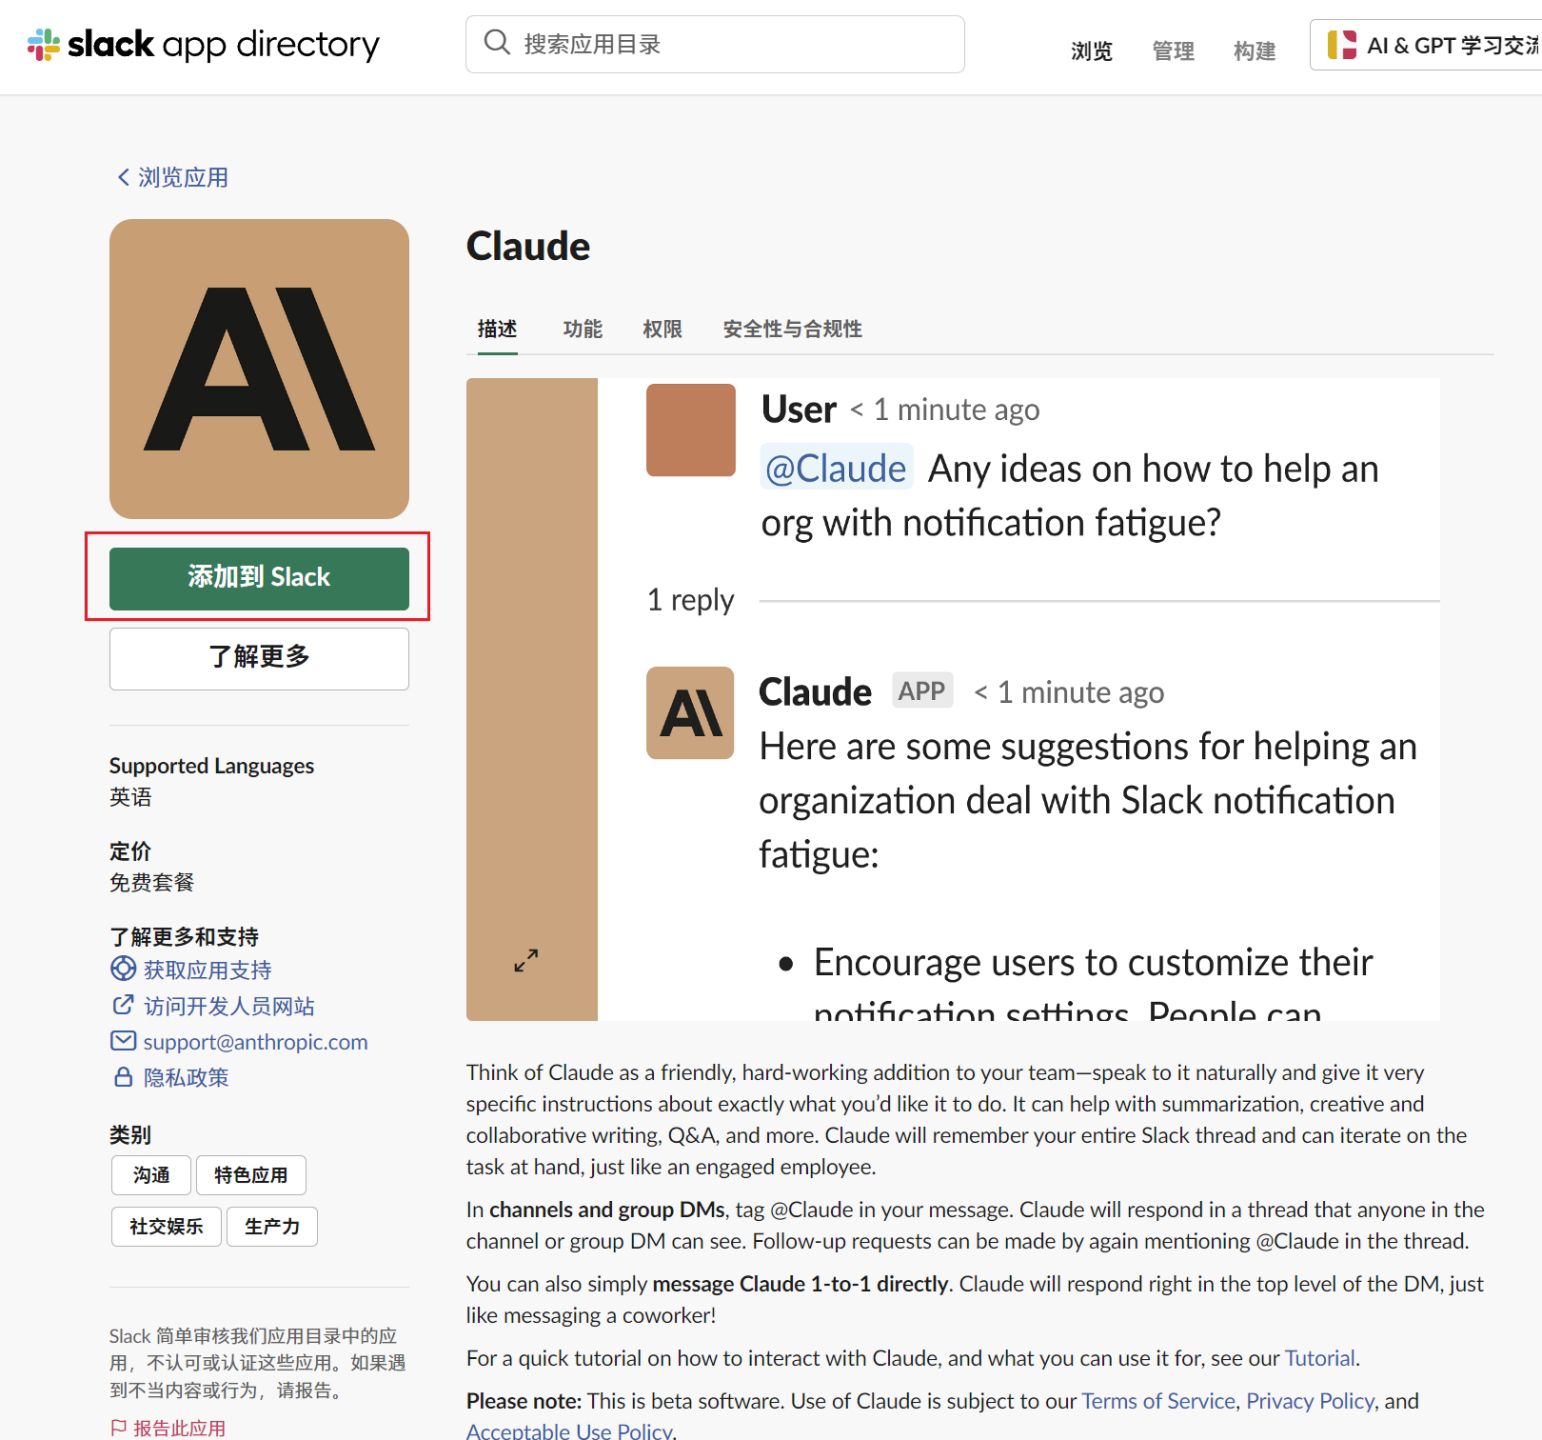 slack app directory
搜索应用目录
浏览
管理
构建
AI & GPT 学习交流
浏览应用
Claude
描述
功能
权限
安全性与合规性
User < 1 minute ago
@Claude Any ideas on how to help an
org with notification fatigue?
1 reply
Claude APP < 1 minute ago
Here are some suggestions for helping an
organization deal with Slack notification
fatigue:
• Encourage users to customize their
notification settings. People can
添加到 Slack
了解更多
Supported Languages
英语
定价
免费套餐
了解更多和支持
获取应用支持
访问开发人员网站
support@anthropic.com
隐私政策
类别
沟通
特色应用
社交娱乐
生产力
Slack 简单审核我们应用目录中的应
用，不认可或认证这些应用。如果遇
到不当内容或行为，请报告。
报告此应用
Think of Claude as a friendly, hard-working addition to your team—speak to it naturally and give it very
specific instructions about exactly what you’d like it to do. It can help with summarization, creative and
collaborative writing, Q&A, and more. Claude will remember your entire Slack thread and can iterate on the
task at hand, just like an engaged employee.
In channels and group DMs, tag @Claude in your message. Claude will respond in a thread that anyone in the
channel or group DM can see. Follow-up requests can be made by again mentioning @Claude in the thread.
You can also simply message Claude 1-to-1 directly. Claude will respond right in the top level of the DM, just
like messaging a coworker!
For a quick tutorial on how to interact with Claude, and what you can use it for, see our Tutorial.
Please note: This is beta software. Use of Claude is subject to our Terms of Service, Privacy Policy, and
Acceptable Use Policy.